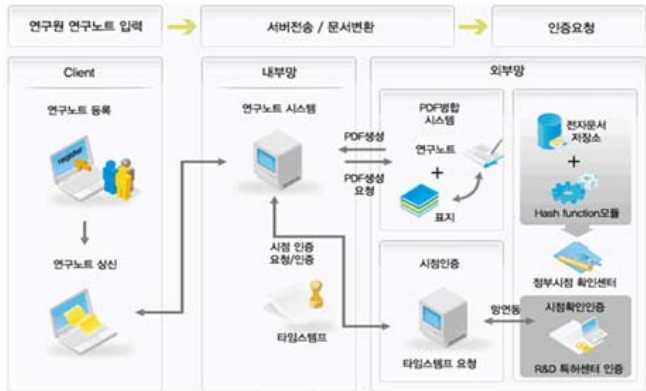 연구원 연구노트 입력
서버전송 / 문서변환
인증요청
Client
내부망
외부망
연구노트 등록
register
연구노트 상신
연구노트 시스템
PDF생성
PDF생성
요청
시점 인증
요청/인증
타임스템프
PDF병합
시스템
연구노트
+
표지
시점인증
타임스템프 요청
망연동
전자문서
저장소
+
Hash function모듈
정부시점 확인센터
시점확인인증
R&D 특허센터 인증